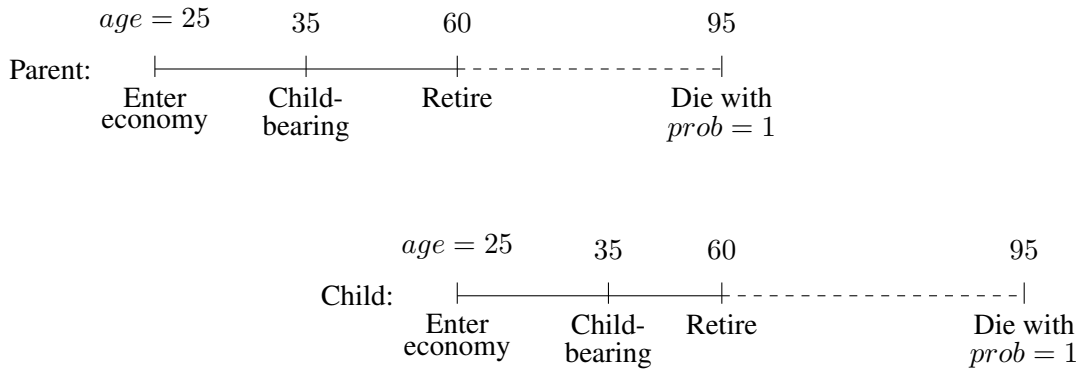 age = 25 35 60 95
Parent:
Enter economy Child-bearing Retire Die with prob = 1
age = 25 35 60 95
Child:
Enter economy Child-bearing Retire Die with prob = 1